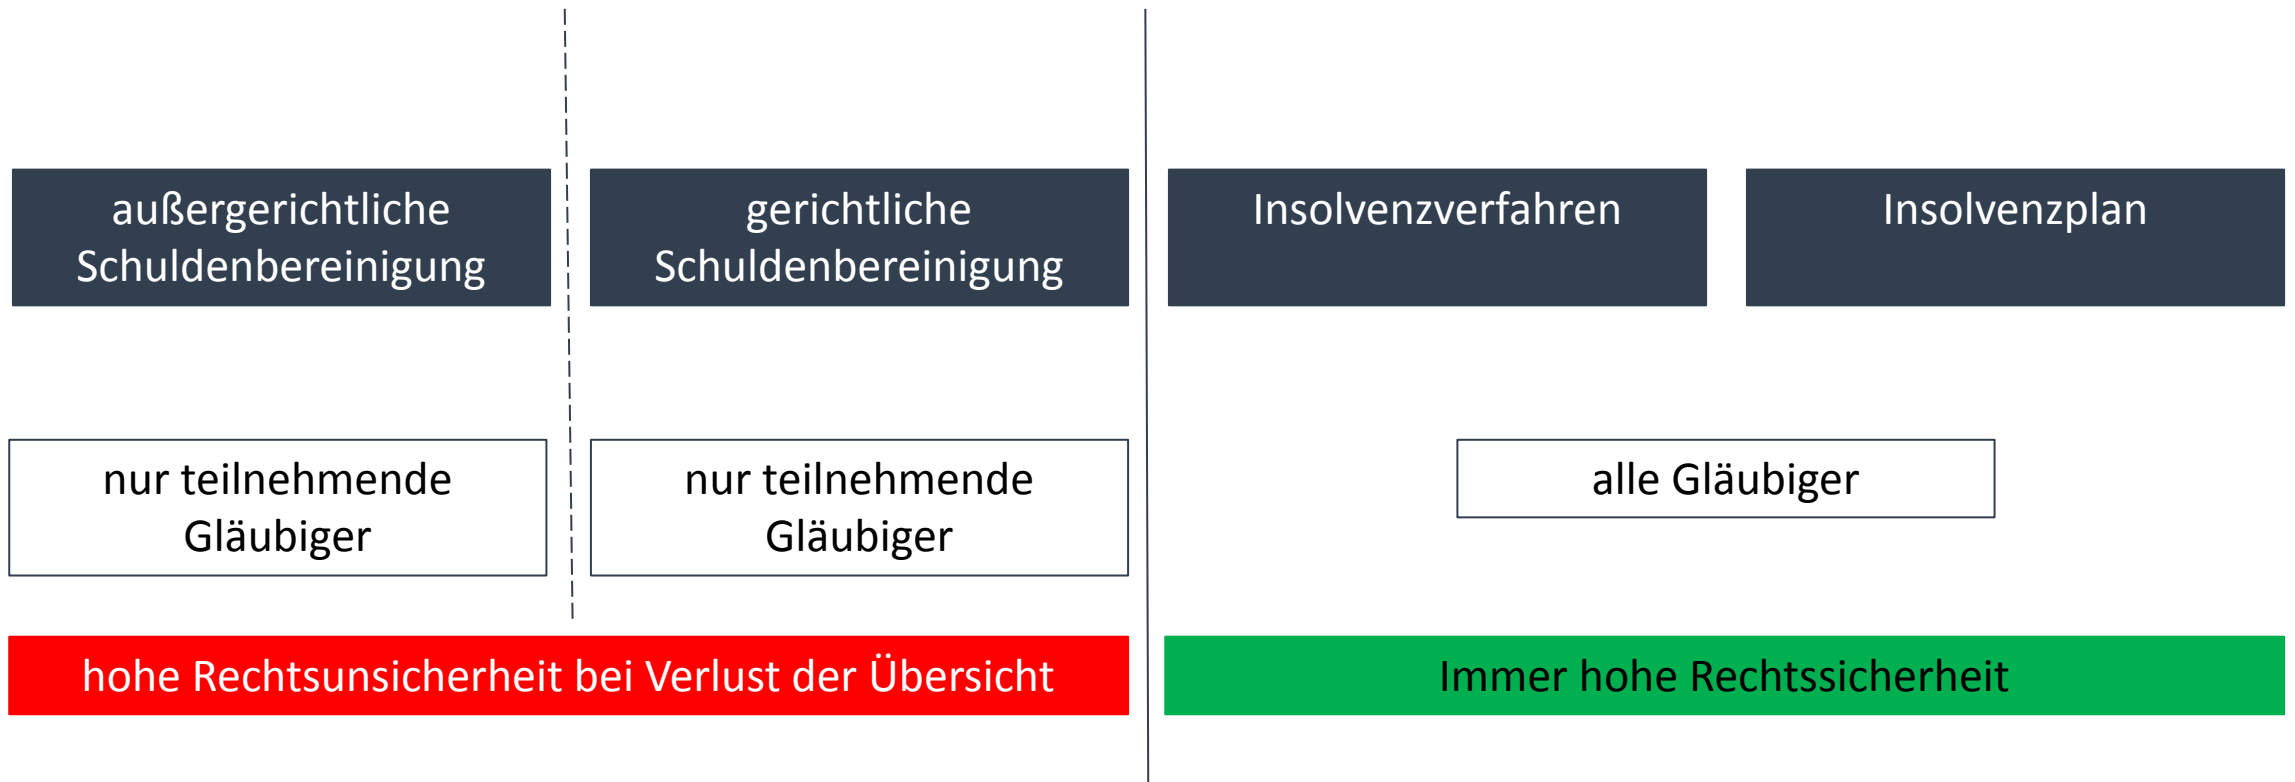 außergerichtliche
Schuldenbereinigung
gerichtliche
Schuldenbereinigung
Insolvenzverfahren
Insolvenzplan
nur teilnehmende
Gläubiger
nur teilnehmende
Gläubiger
alle Gläubiger
hohe Rechtsunsicherheit bei Verlust der Übersicht
Immer hohe Rechtssicherheit